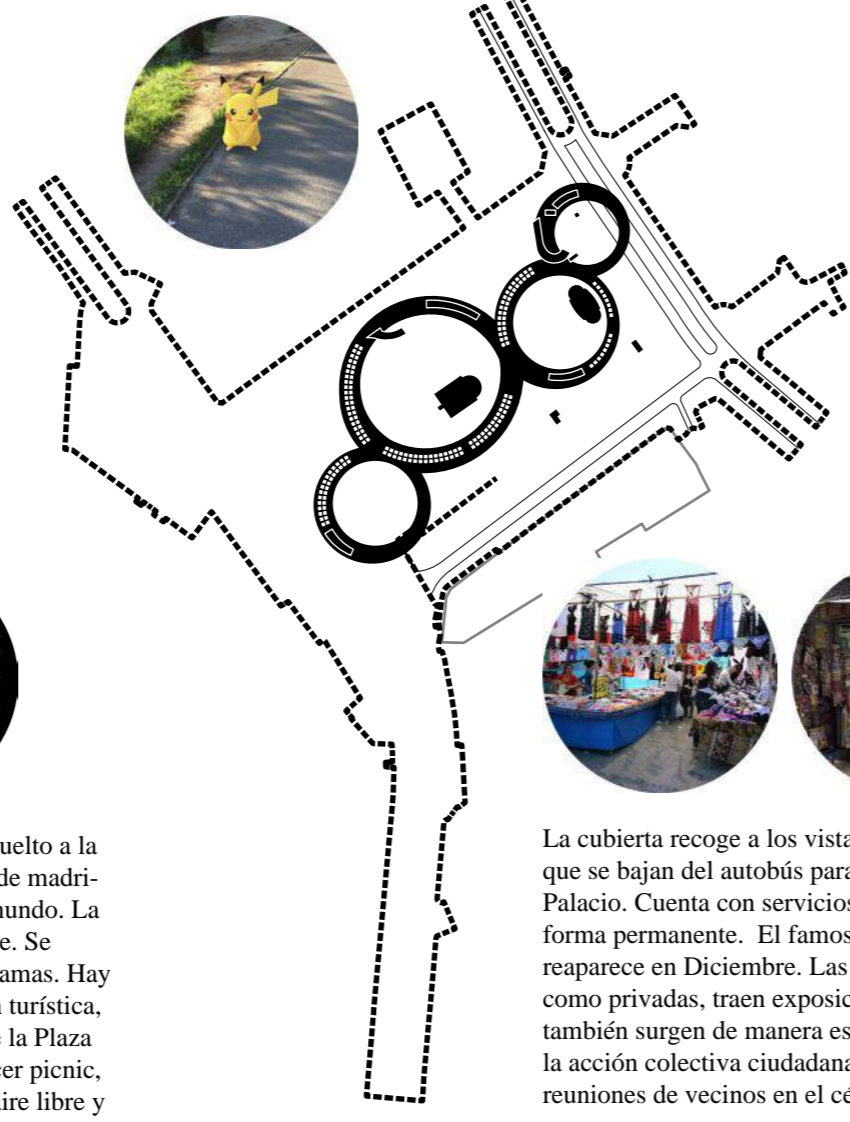 uelto a la
de madri-
undo. La
e. Se
amas. Hay
turística,
la Plaza
cer picnic,
ire libre y
La cubierta recoge a los vista
que se bajan del autobús para
Palacio. Cuenta con servicios
forma permanente. El famos
reaparece en Diciembre. Las
como privadas, traen exposic
también surgen de manera es
la acción colectiva ciudadana
reuniones de vecinos en el cé